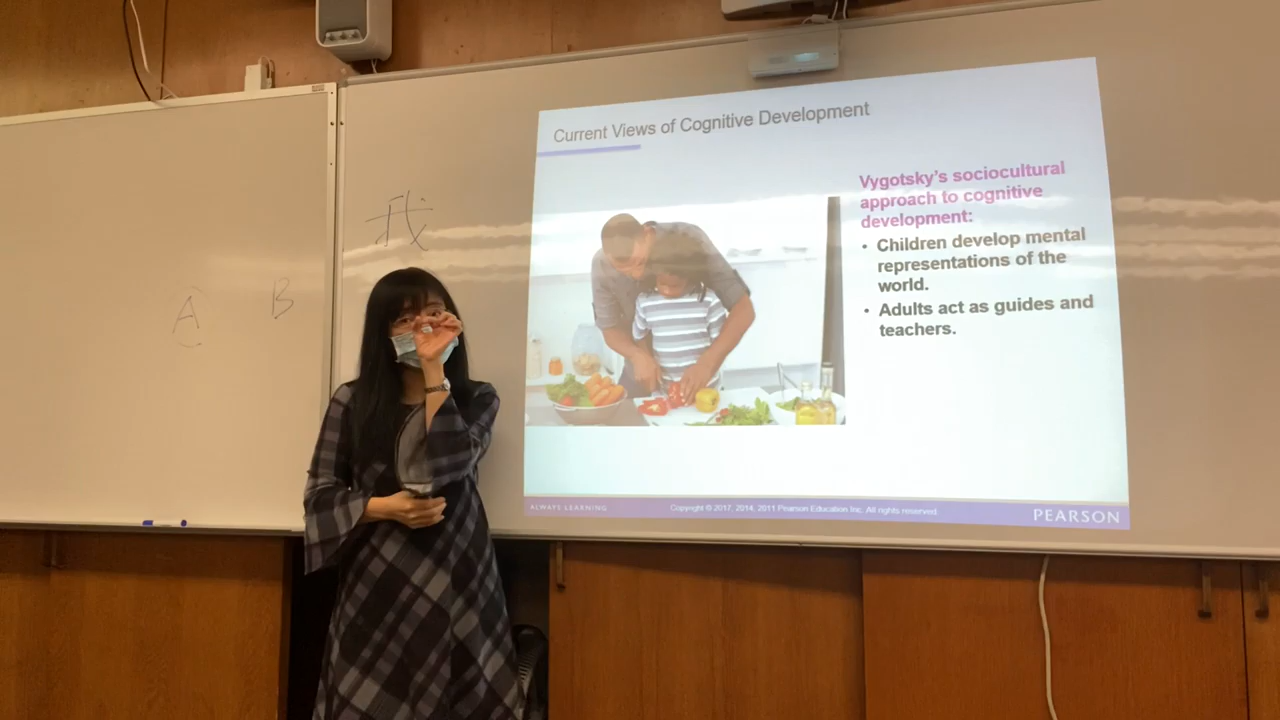 A
B
我
Current Views of Cognitive Development
Vygotsky's sociocultural
approach to cognitive
development:
• Children develop mental
representations of the
world.
• Adults act as guides and
teachers.
ALWAYS LEARNING
Copyright © 2017, 2014, 2011 Pearson Education Inc. All rights reserved
PEARSON